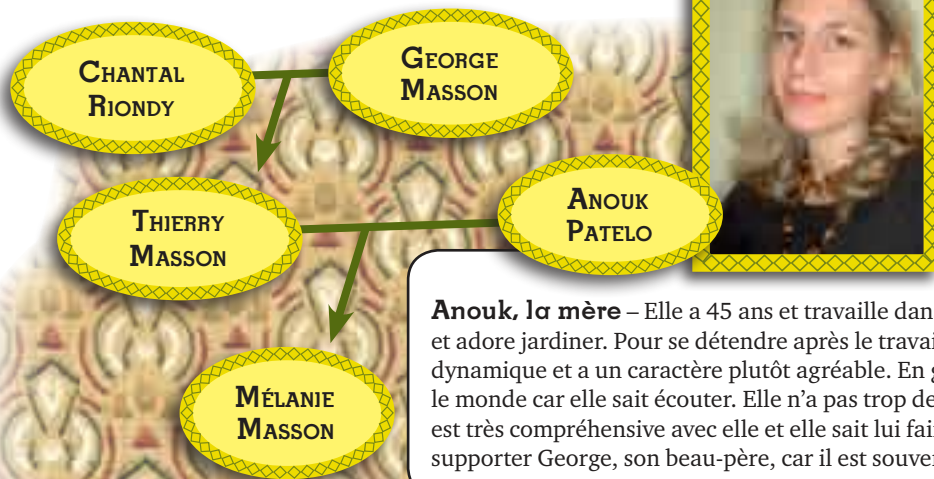 CHANTAL
RIONDY
GEORGE
MASSON
THIERRY
MASSON
ANOUK
PATELO
MÉLANIE
MASSON
Anouk, la mère – Elle a 45 ans et travaille dan
et adore jardiner. Pour se détendre après le travai
dynamique et a un caractère plutôt agréable. En g
le monde car elle sait écouter. Elle n’a pas trop de
est très compréhensive avec elle et elle sait lui fai
supporter George, son beau-père, car il est souve